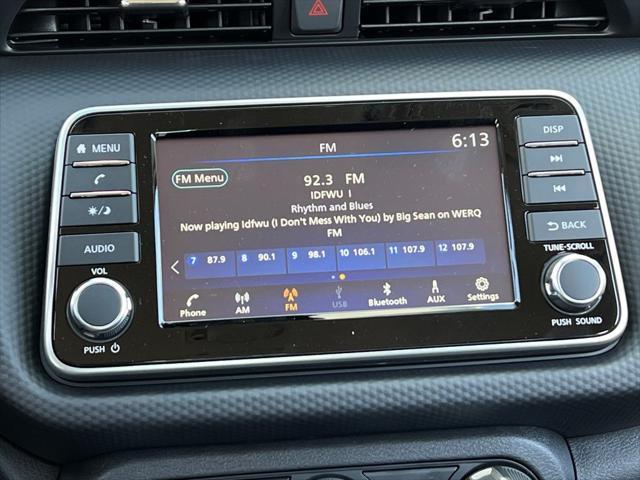 MENU
AUDIO
VOL
PUSH
FM
6:13
FM Menu
92.3 FM
IDFWU I
Rhythm and Blues
Now playing Idfwu (I Don't Mess With You) by Big Sean on WERQ
FM
7 87.9 8 90.1 9 98.1 10 106.1 11 107.9 12 107.9
Phone AM FM USB Bluetooth AUX Settings
DISP
BACK
TUNE-SCROLL
PUSH SOUND